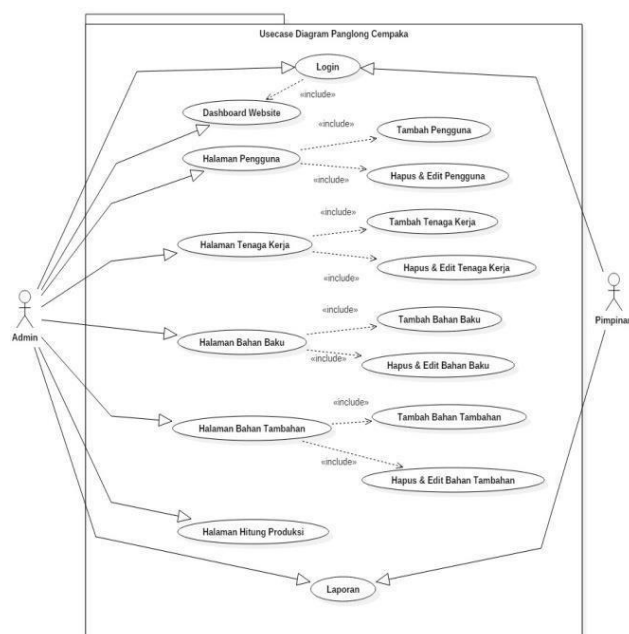 Usecase Diagram Panglong Cempaka
Login
«include»
Dashboard Website
«include»
Tambah Pengguna
Halaman Pengguna
«include»
Hapus & Edit Pengguna
«include»
Tambah Tenaga Kerja
Halaman Tenaga Kerja
Hapus & Edit Tenaga Kerja
«include»
Admin
Pimpinan
«include»
Tambah Bahan Baku
Halaman Bahan Baku
«include»
Hapus & Edit Bahan Baku
«include»
Tambah Bahan Tambahan
Halaman Bahan Tambahan
«include»
Hapus & Edit Bahan Tambahan
Halaman Hitung Produksi
Laporan